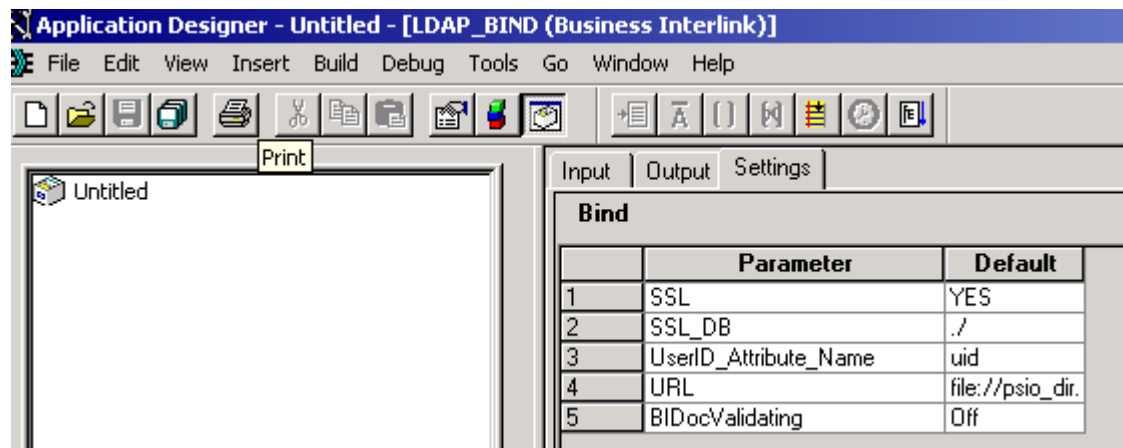 Application Designer - Untitled - [LDAP_BIND (Business Interlink)]
File Edit View Insert Build Debug Tools Go Window Help
Print
Untitled
Input Output Settings
Bind
Parameter Default
1 SSL YES
2 SSL_DB ./
3 UserID_Attribute_Name uid
4 URL file://psio_dir.
5 BIDocValidating Off